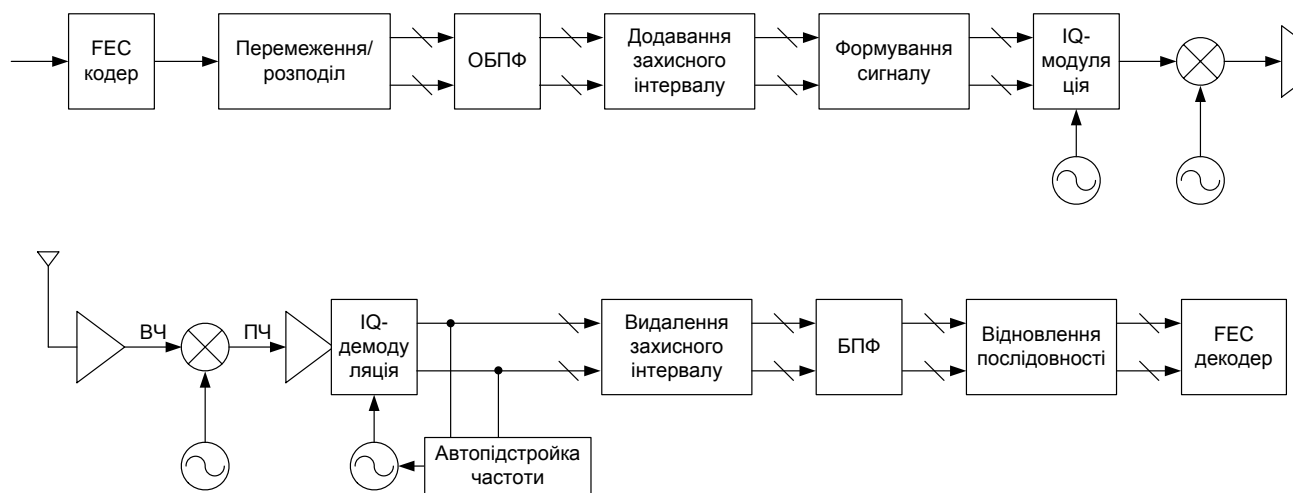 FEC
кодер
Перемеження/
розподіл
ОБПФ
Додавання
захисного
інтервалу
Формування
сигналу
IQ-
модуля
ція
ВЧ
ПЧ
IQ-
демоду
ляція
Видалення
захисного
інтервалу
БПФ
Відновлення
послідовності
FEC
декодер
Автопідстройка
частоти